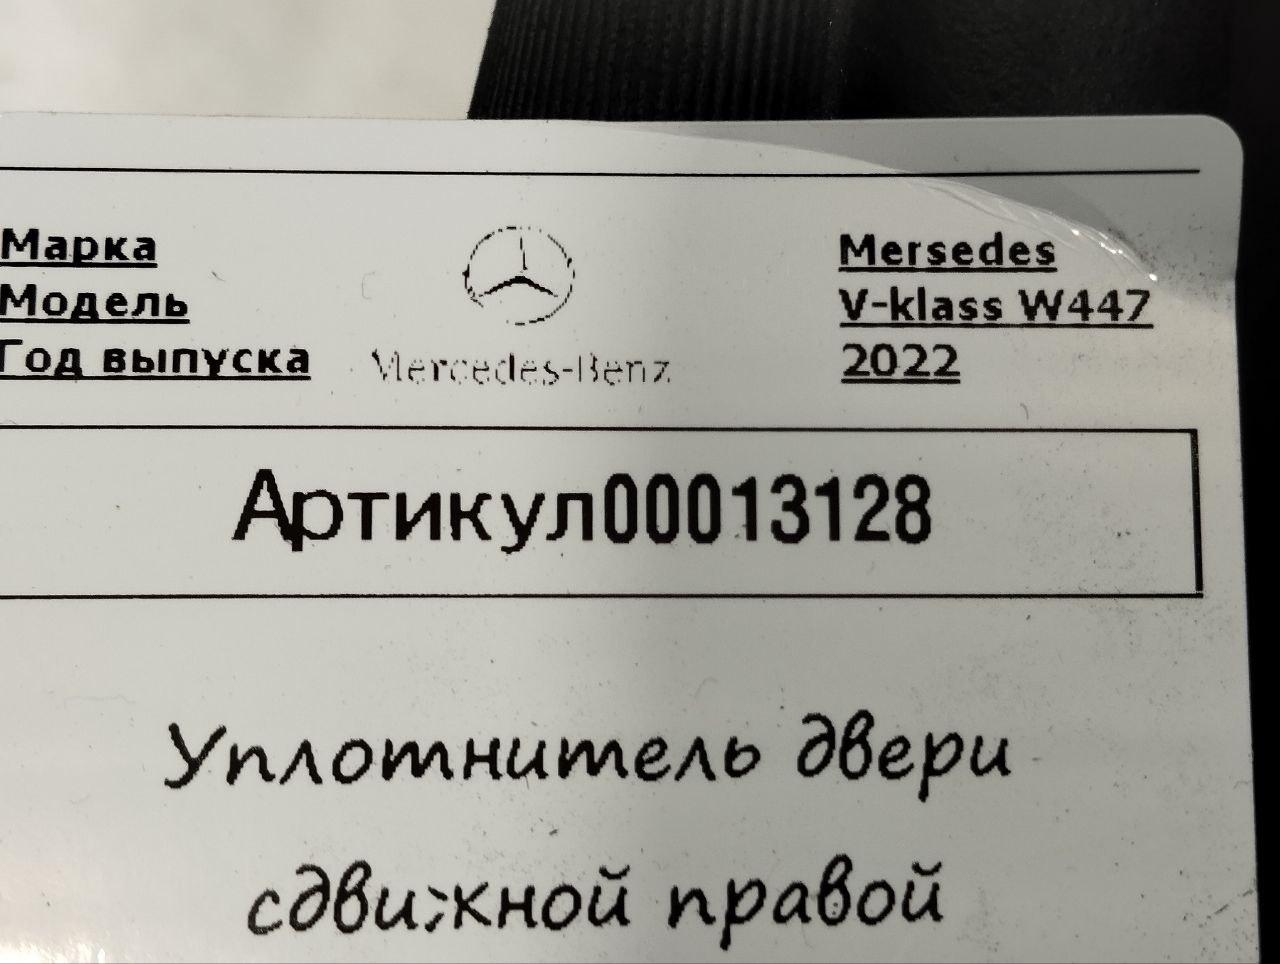 Марка
Модель
Год выпуска
Mercedes-Benz
Mersedes
V-klass W447
2022
Артикул00013128
Уплотнитель двери
сдвижной правой